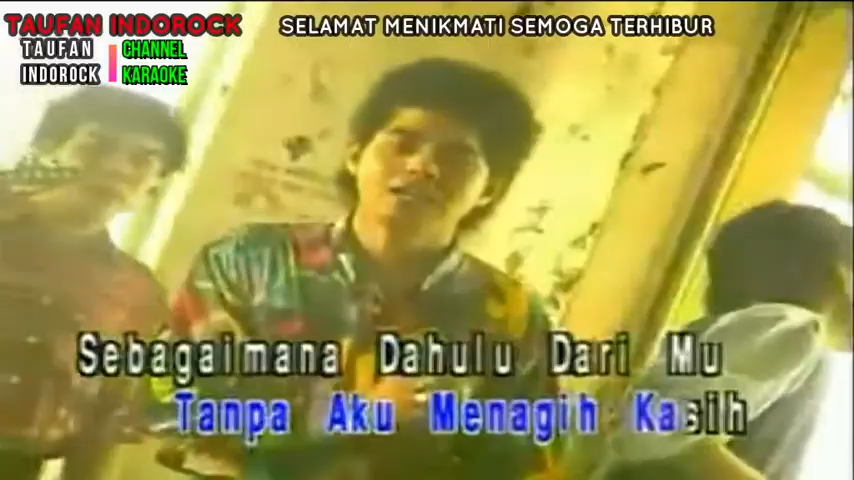 TAUFAN INDOROCK
SELAMAT MENIKMATI SEMOGA TERHIBUR
TAUFAN
INDOROCK
CHANNEL
KARAOKE
Sebagaimana Dahulu Dari Mu
Tanpa Aku Menagih Kasih